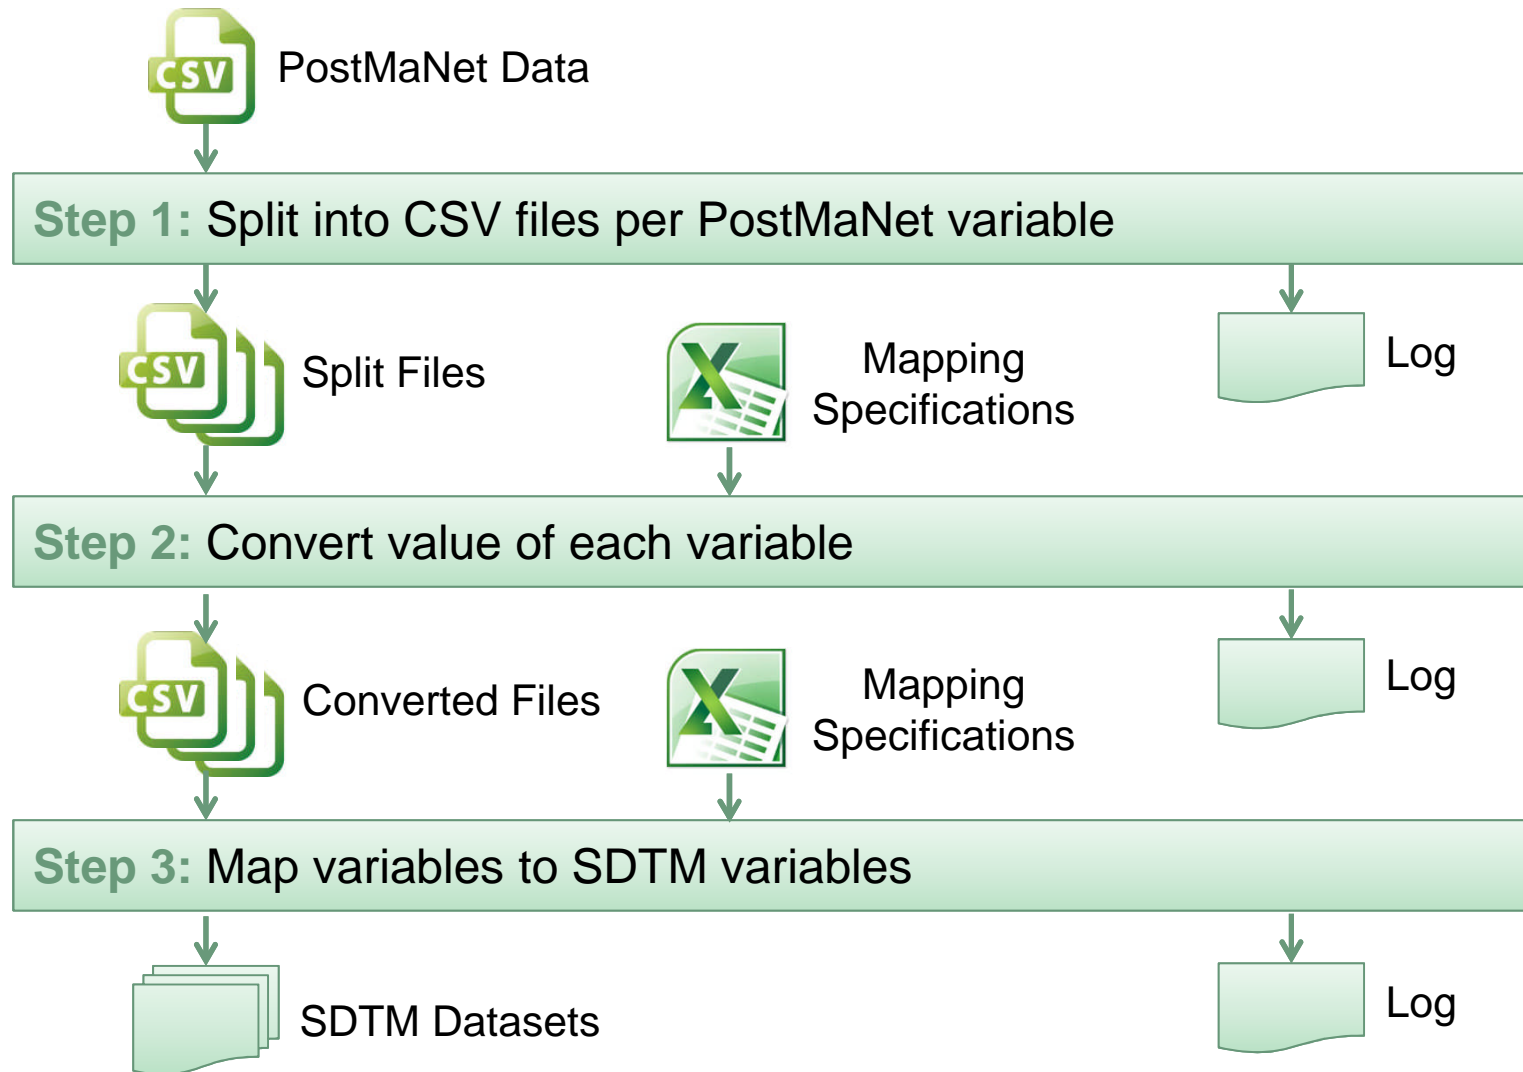 CSV
PostMaNet Data
Step 1: Split into CSV files per PostMaNet variable
CSV
Split Files
X
Mapping
Specifications
Log
Step 2: Convert value of each variable
CSV
Converted Files
X
Mapping
Specifications
Log
Step 3: Map variables to SDTM variables
SDTM Datasets
Log